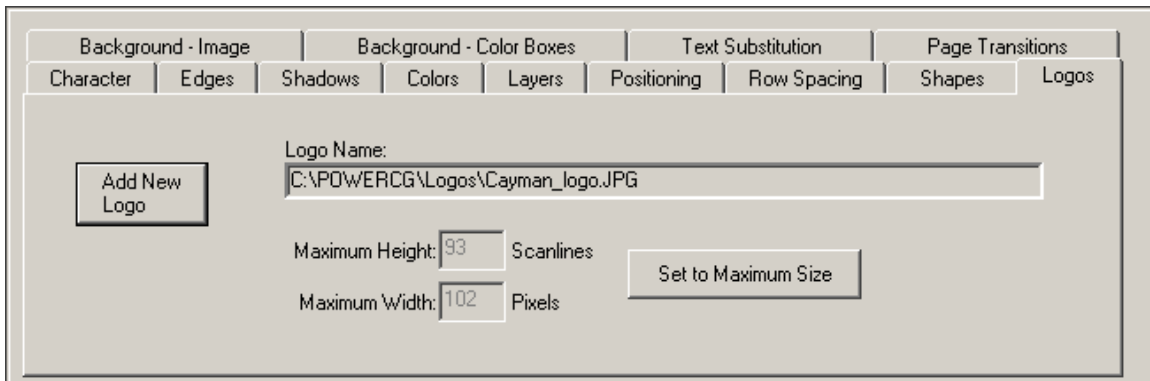 Background - Image Background - Color Boxes Text Substitution Page Transitions
Character Edges Shadows Colors Layers Positioning Row Spacing Shapes Logos
Logo Name:
Add New
Logo
C:\POWERCG\Logos\Cayman_logo.JPG
Maximum Height: 93 Scanlines
Set to Maximum Size
Maximum Width: 102 Pixels